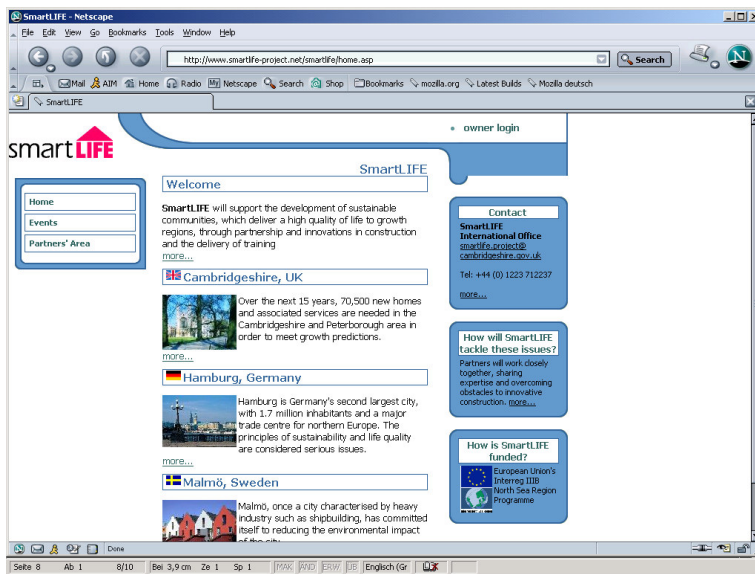 SmartLIFE - Netscape
File Edit View Go Bookmarks Tools Window Help
http://www.smartlife-project.net/smartlife/home.asp
Search
Mail AIM Home Radio My Netscape Search Shop Bookmarks mozilla.org Latest Builds Mozilla deutsch
SmartLIFE
smart LIFE
owner login
SmartLIFE
Home
Events
Partners' Area
Welcome
SmartLIFE will support the development of sustainable
communities, which deliver a high quality of life to growth
regions, through partnership and innovations in construction
and the delivery of training
more...
Cambridgeshire, UK
Over the next 15 years, 70,500 new homes
and associated services are needed in the
Cambridgeshire and Peterborough area in
order to meet growth predictions.
more...
Hamburg, Germany
Hamburg is Germany's second largest city,
with 1.7 million inhabitants and a major
trade centre for northern Europe. The
principles of sustainability and life quality
are considered serious issues.
more...
Malmö, Sweden
Malmö, once a city characterised by heavy
industry such as shipbuilding, has committed
itself to reducing the environmental impact
of the city
Contact
SmartLIFE
International Office
smartlife.project@
cambridgeshire.gov.uk
Tel: +44 (0) 1223 712237
more...
How will SmartLIFE
tackle these issues?
Partners will work closely
together, sharing
expertise and overcoming
obstacles to innovative
construction. more...
How is SmartLIFE
funded?
European Union's
Interreg IIIB
North Sea Region
Programme
Done
Seite 8 Ab 1 8/10 Bei 3,9 cm Ze 1 Sp 1 MAK ÄND ERW ÜB Englisch (Gr